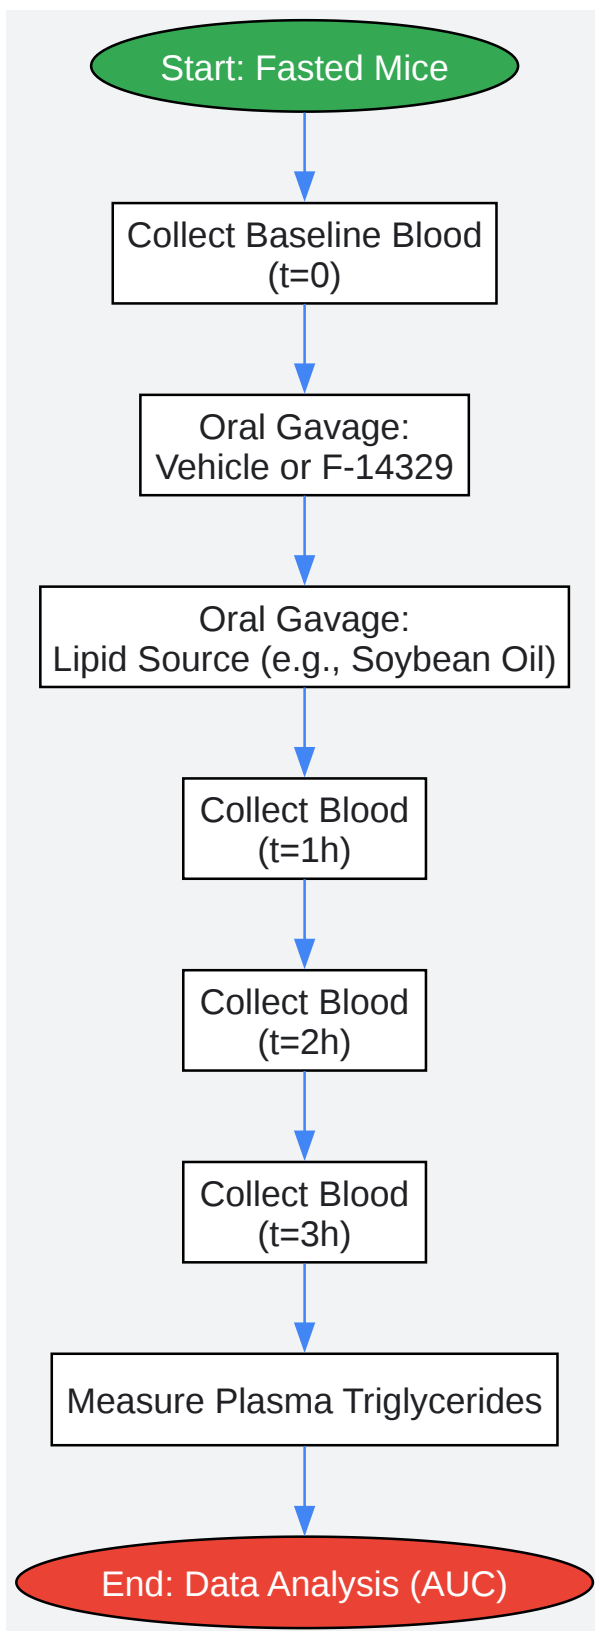 Start: Fasted Mice
Collect Baseline Blood
(t=0)
Oral Gavage:
Vehicle or F-14329
Oral Gavage:
Lipid Source (e.g., Soybean Oil)
Collect Blood
(t=1h)
Collect Blood
(t=2h)
Collect Blood
(t=3h)
Measure Plasma Triglycerides
End: Data Analysis (AUC)